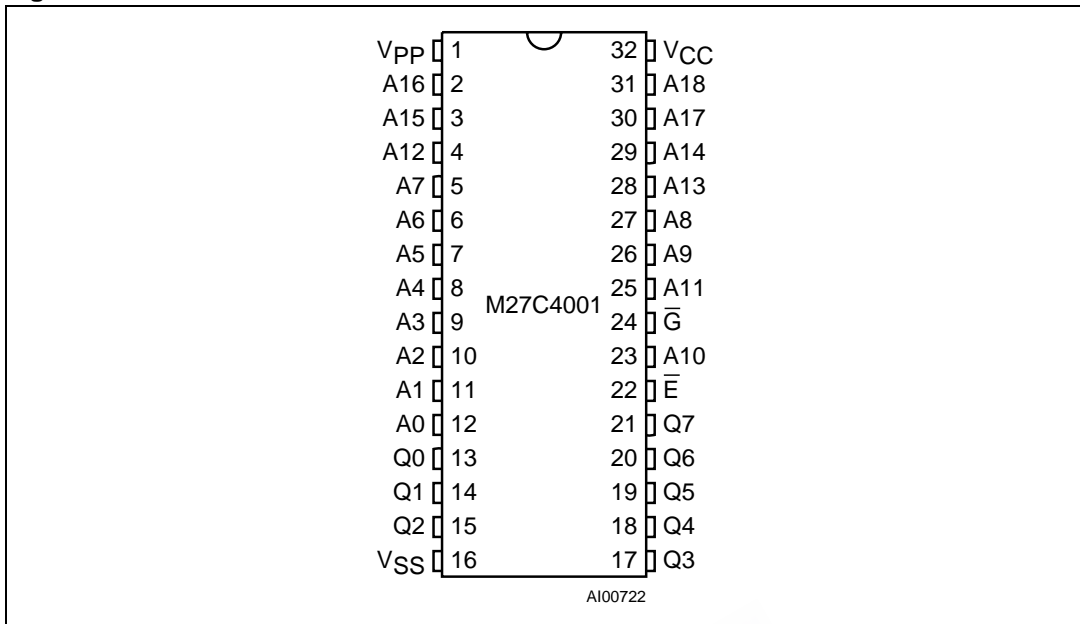 VPP 1 32 VCC
A16 2 31 A18
A15 3 30 A17
A12 4 29 A14
A7 5 28 A13
A6 6 27 A8
A5 7 26 A9
A4 8 25 A11
M27C4001
A3 9 24 G̅
A2 10 23 A10
A1 11 22 E̅
A0 12 21 Q7
Q0 13 20 Q6
Q1 14 19 Q5
Q2 15 18 Q4
VSS 16 17 Q3
AI00722